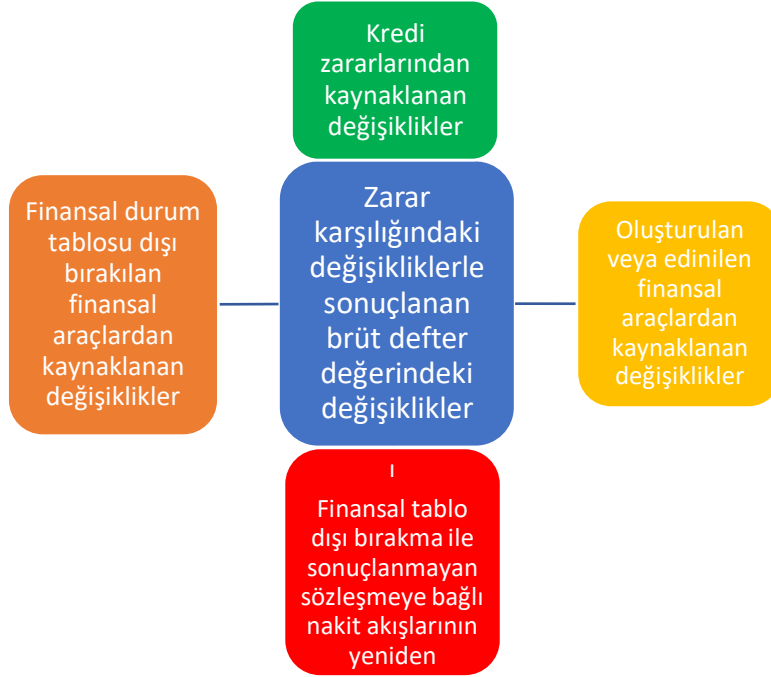 Kredi
zararlarından
kaynaklanan
değişiklikler
Finansal durum
tablosu dışı
bırakılan
finansal
araçlardan
kaynaklanan
değişiklikler
Zarar
karşılığındaki
değişikliklerle
sonuçlanan
brüt defter
değerindeki
değişiklikler
Oluşturulan
veya edinilen
finansal
araçlardan
kaynaklanan
değişiklikler
Finansal tablo
dışı bırakma ile
sonuçlanmayan
sözleşmeye bağlı
nakit akışlarının
yeniden